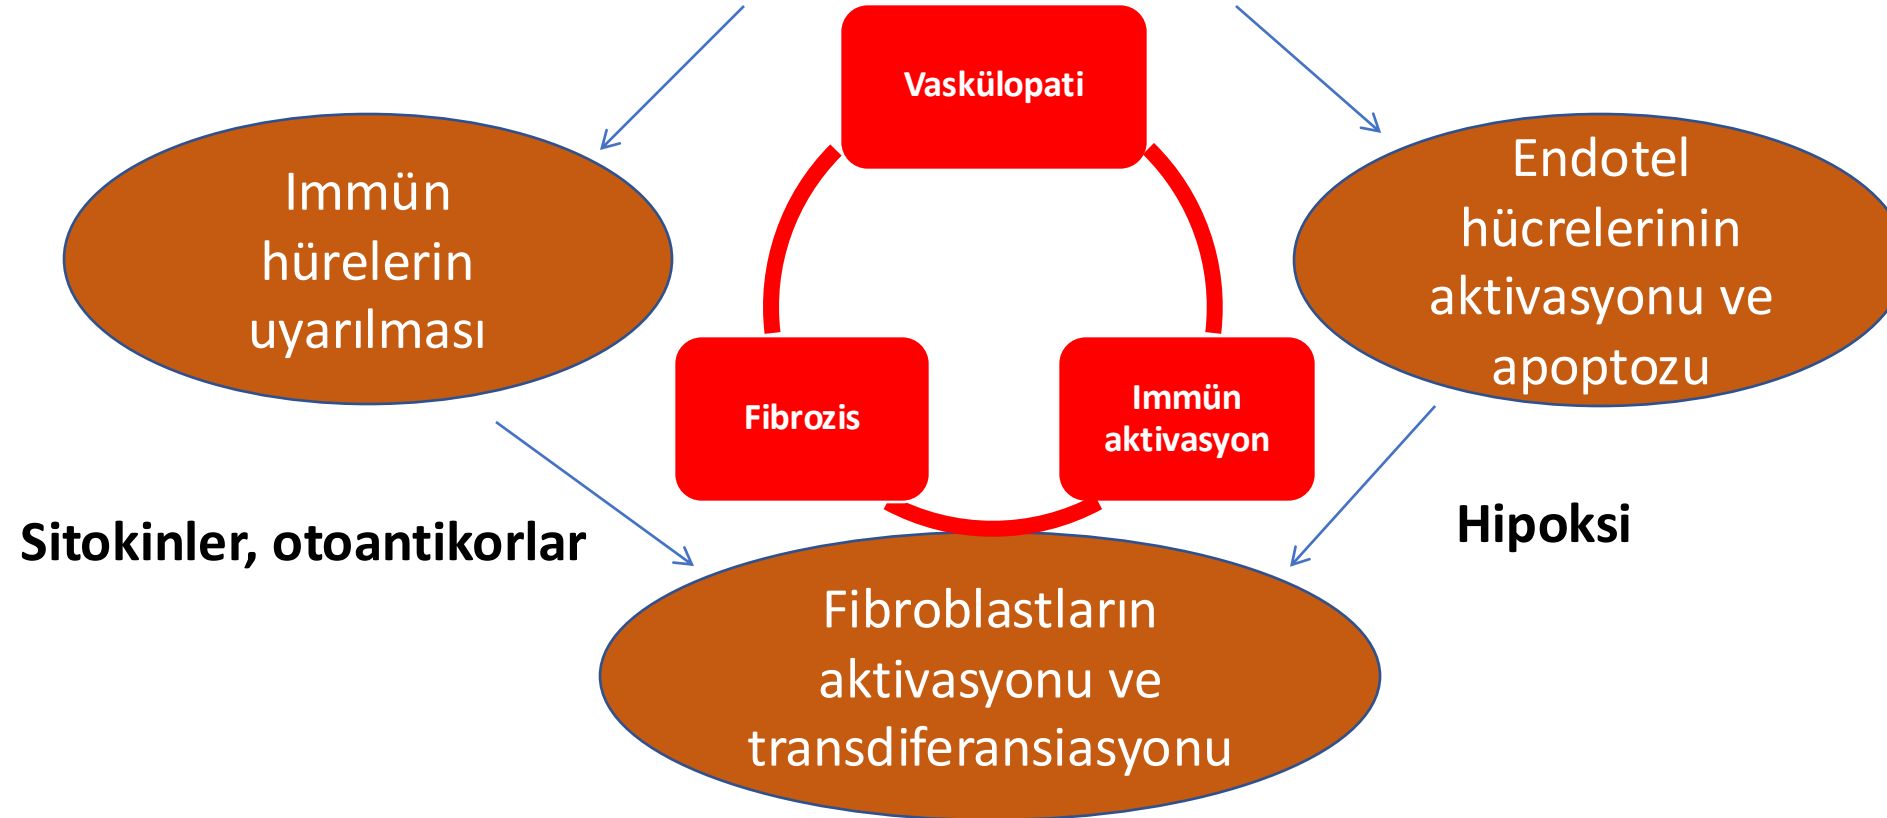 Vaskülopati
Immün
hürelerin
uyarılması
Endotel
hücrelerinin
aktivasyonu ve
apoptozu
Fibrozis
Immün
aktivasyon
Sitokinler, otoantikorlar
Hipoksi
Fibroblastların
aktivasyonu ve
transdiferansiasyonu